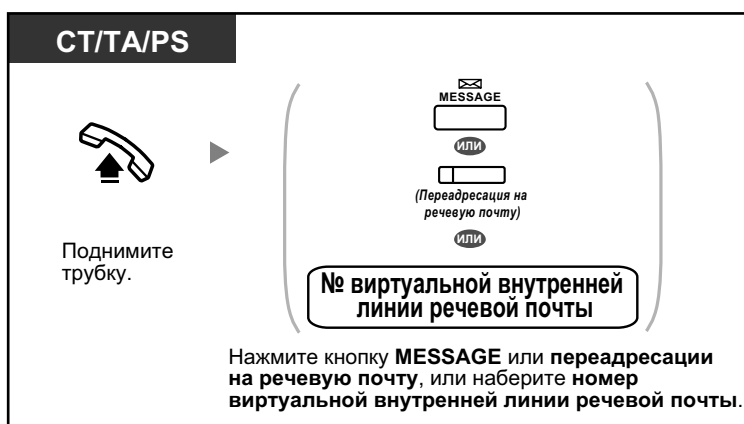 CT/TA/PS
Поднимите
трубку.
MESSAGE
ИЛИ
(Переадресация на
речевую почту)
ИЛИ
№ виртуальной внутренней
линии речевой почты
Нажмите кнопку MESSAGE или переадресации
на речевую почту, или наберите номер
виртуальной внутренней линии речевой почты.